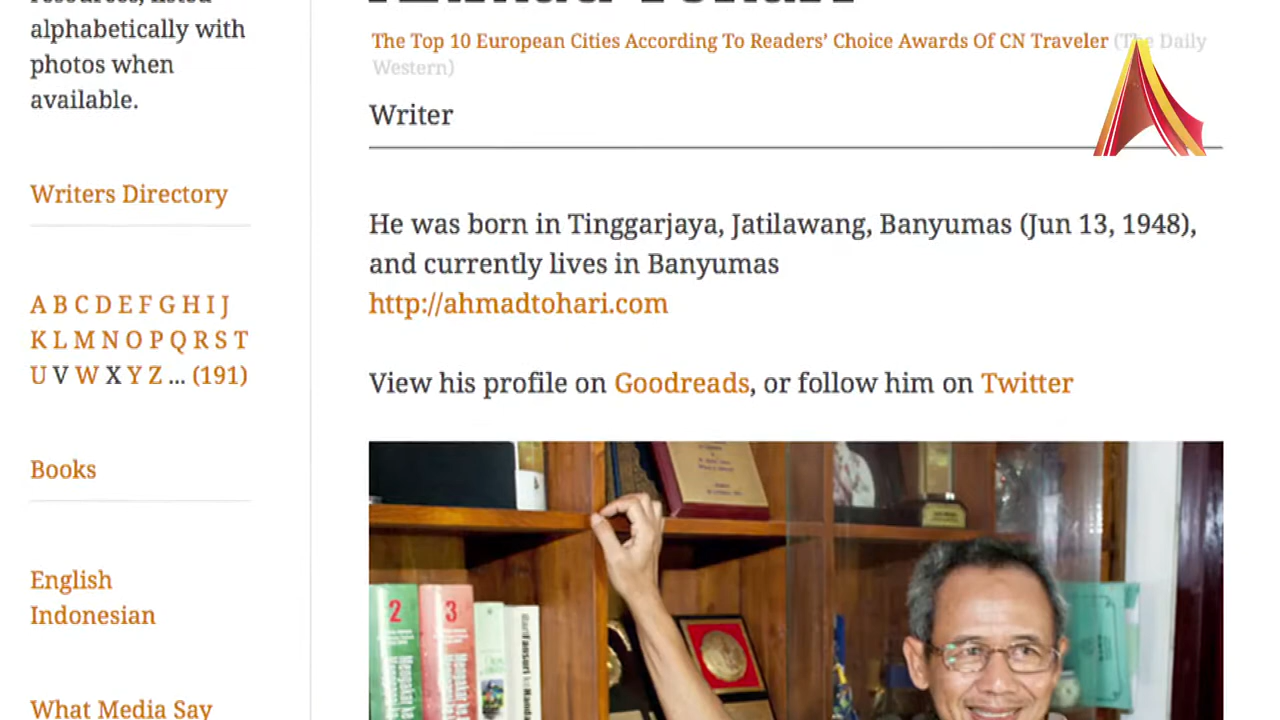 alphabetically with
photos when
available.
Writers Directory
A B C D E F G H I J
K L M N O P Q R S T
U V W X Y Z ... (191)
Books
English
Indonesian
What Media Say
The Top 10 European Cities According To Readers' Choice Awards Of CN Traveler (The Daily
Western)
Writer
He was born in Tinggarjaya, Jatilawang, Banyumas (Jun 13, 1948),
and currently lives in Banyumas
http://ahmadtohari.com
View his profile on Goodreads, or follow him on Twitter
2
3